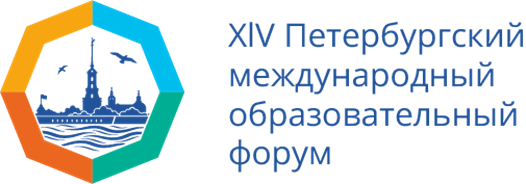 XIV Петербургский
международный
образовательный
форум